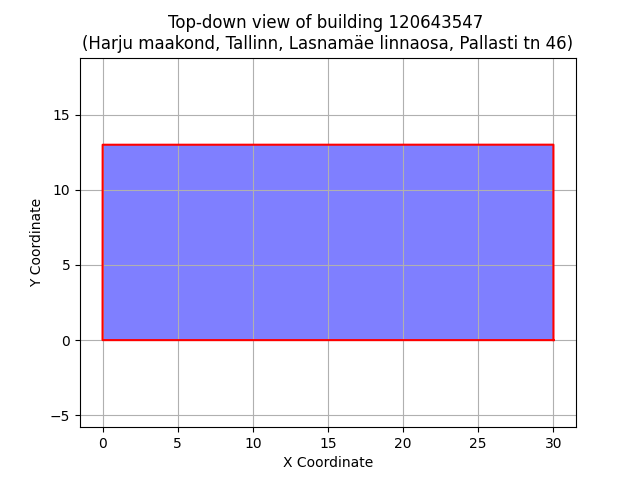 Top-down view of building 120643547
(Harju maakond, Tallinn, Lasnamäe linnaosa, Pallasti tn 46)
15
10
5
0
−5
Y Coordinate
0 5 10 15 20 25 30
X Coordinate